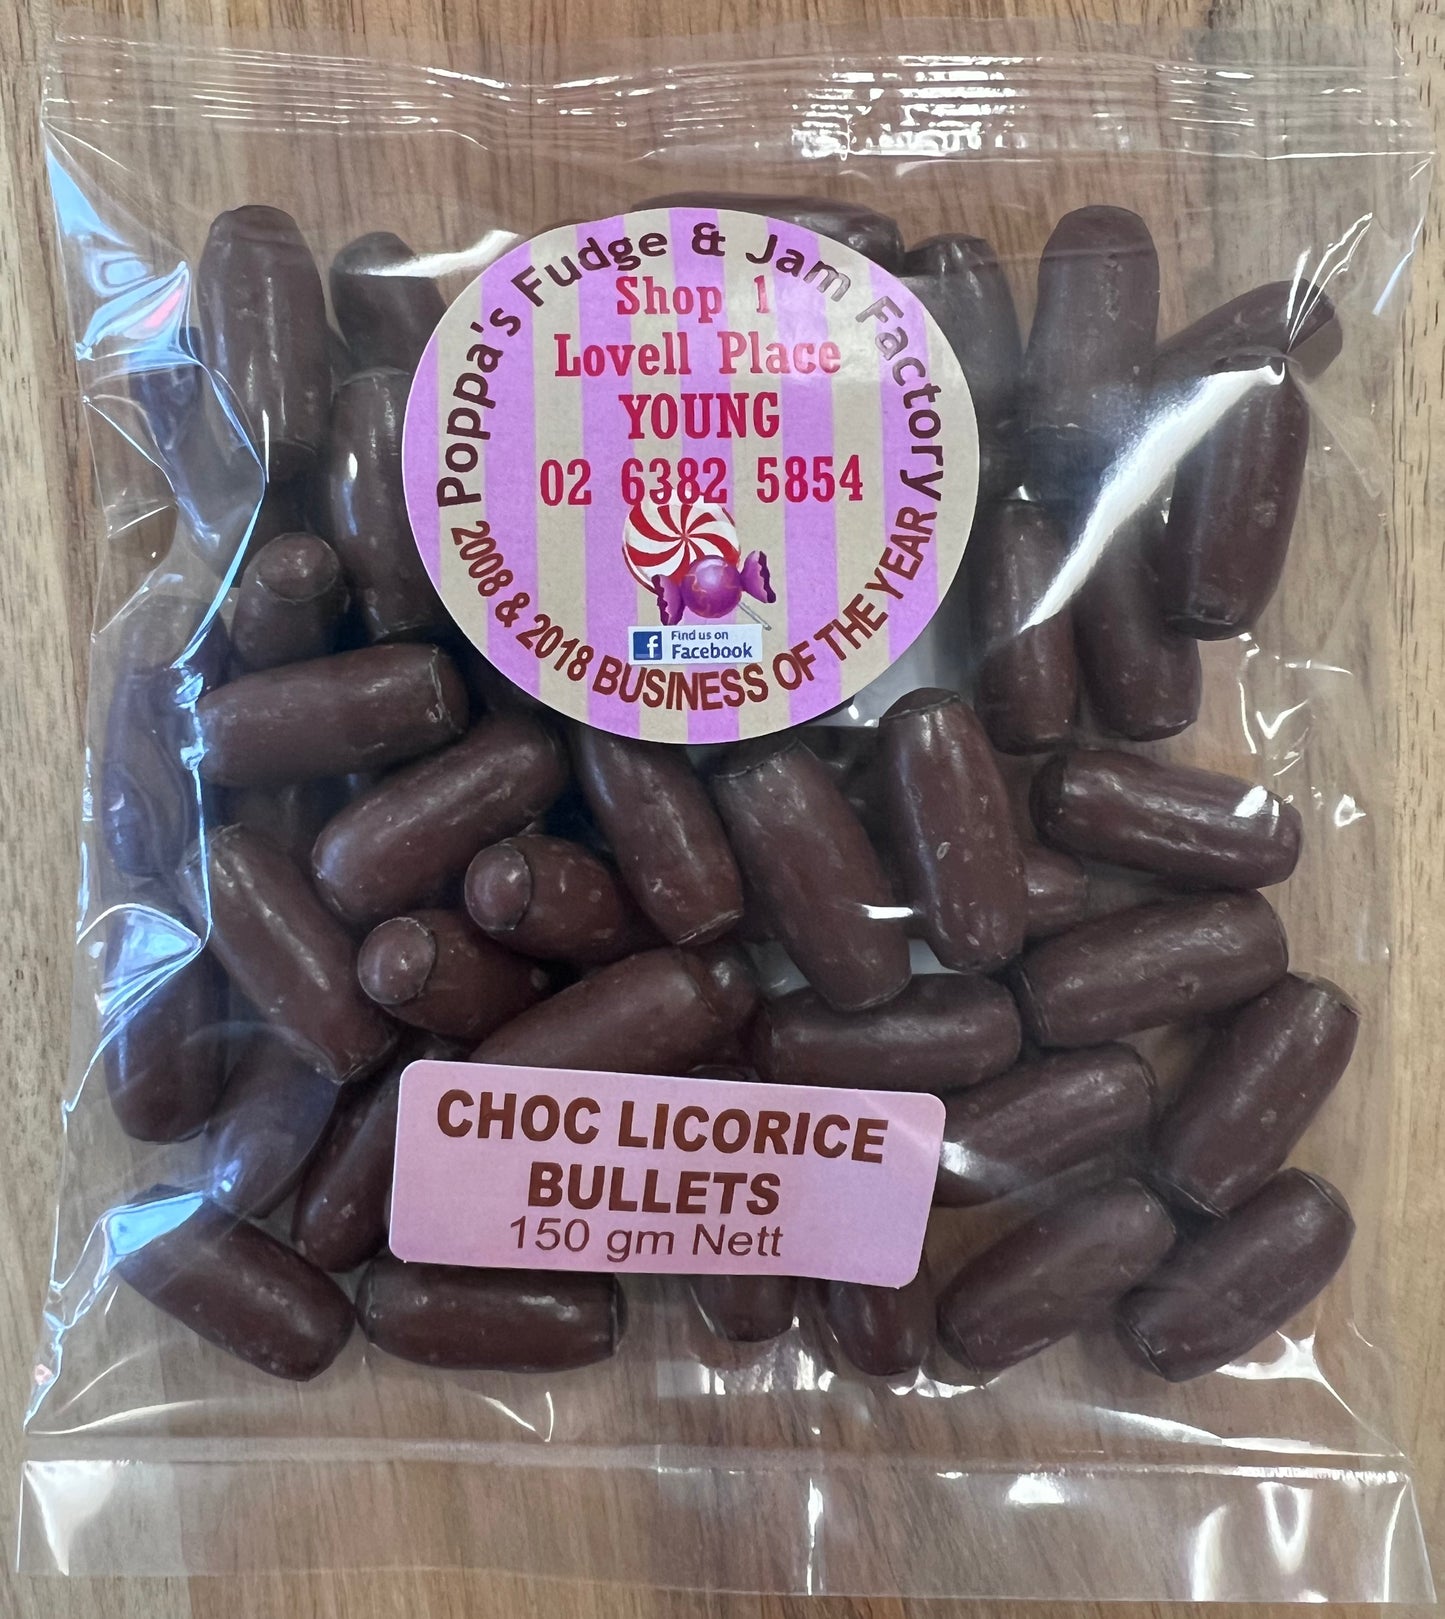 Poppa's Fudge & Jam Factory
Shop 1
Lovell Place
YOUNG
02 6382 5854
f Find us on
Facebook
2008 & 2018 BUSINESS OF THE YEAR
CHOC LICORICE
BULLETS
150 gm Nett